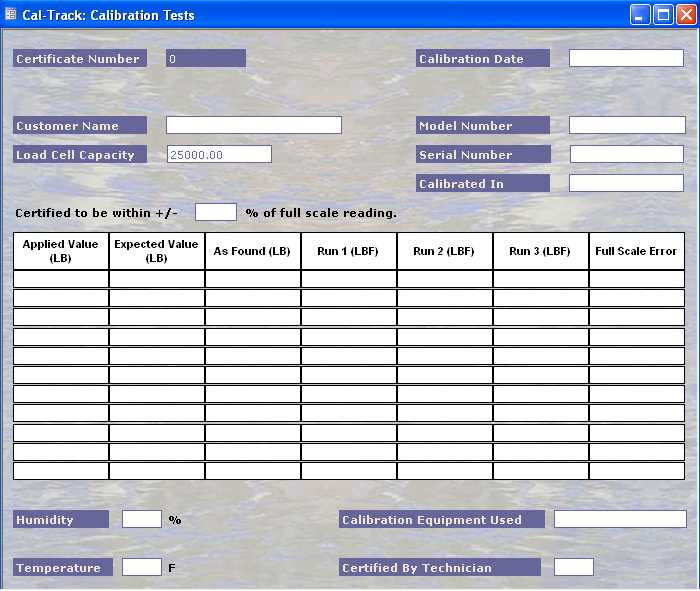 Cal-Track: Calibration Tests
Certificate Number 0 Calibration Date
Customer Name Model Number
Load Cell Capacity 25000.00 Serial Number
Calibrated In
Certified to be within +/- % of full scale reading.
Applied Value (LB) Expected Value (LB) As Found (LB) Run 1 (LBF) Run 2 (LBF) Run 3 (LBF) Full Scale Error
Humidity % Calibration Equipment Used
Temperature F Certified By Technician